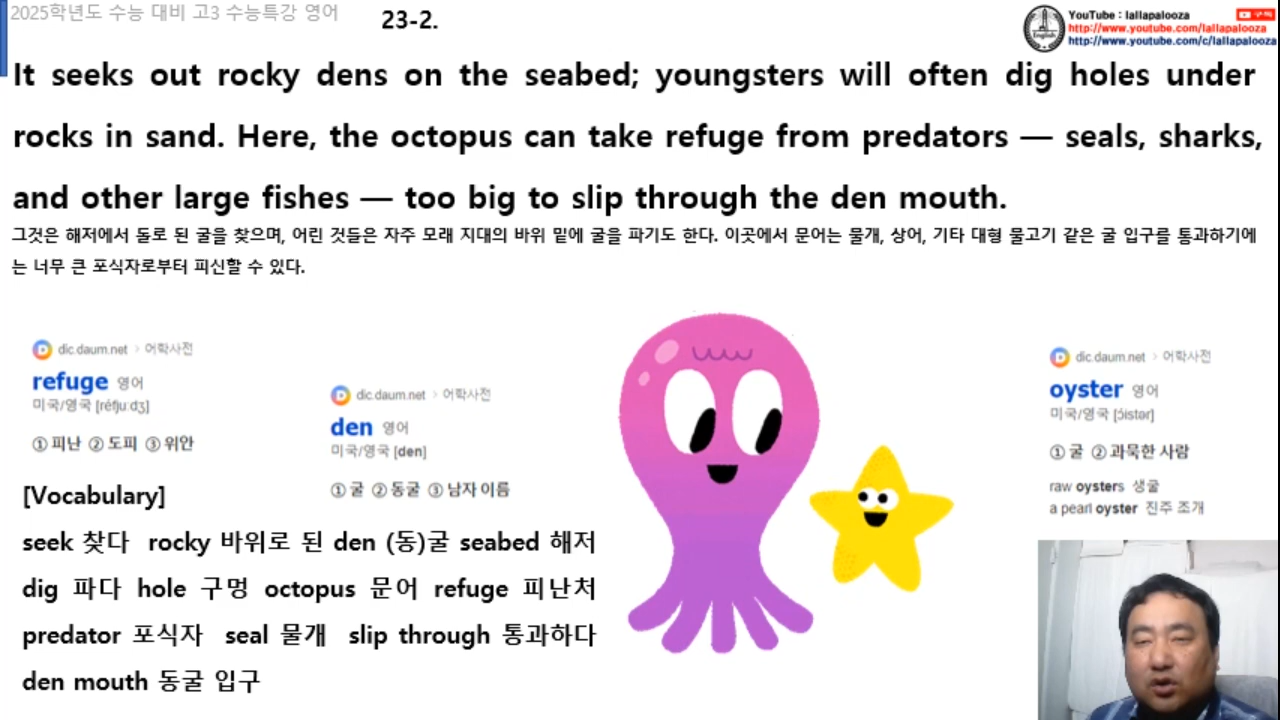 2025학년도 수능 대비 고3 수능특강 영어
23-2.
YouTube : lallapalooza
구독
http://www.youtube.com/lallapalooza
http://www.youtube.com/c/lallapalooza
English
It seeks out rocky dens on the seabed; youngsters will often dig holes under
rocks in sand. Here, the octopus can take refuge from predators — seals, sharks,
and other large fishes — too big to slip through the den mouth.
그것은 해저에서 돌로 된 굴을 찾으며, 어린 것들은 자주 모래 지대의 바위 밑에 굴을 파기도 한다. 이곳에서 문어는 물개, 상어, 기타 대형 물고기 같은 굴 입구를 통과하기에
는 너무 큰 포식자로부터 피신할 수 있다.
dic.daum.net > 어학사전
refuge 영어
미국/영국 [réfjuːdʒ]
① 피난 ② 도피 ③ 위안
dic.daum.net > 어학사전
den 영어
미국/영국 [den]
① 굴 ② 동굴 ③ 남자 이름
dic.daum.net > 어학사전
oyster 영어
미국/영국 [ɔ́istər]
① 굴 ② 과묵한 사람
raw oysters 생굴
a pearl oyster 진주 조개
[Vocabulary]
seek 찾다 rocky 바위로 된 den (동)굴 seabed 해저
dig 파다 hole 구멍 octopus 문어 refuge 피난처
predator 포식자 seal 물개 slip through 통과하다
den mouth 동굴 입구